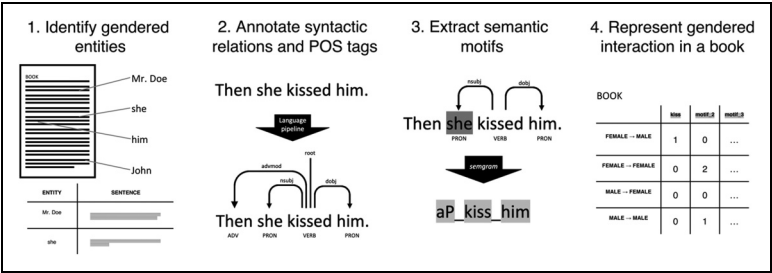 1. Identify gendered
entities
BOOK
Mr. Doe
she
him
John
ENTITY SENTENCE
Mr. Doe
she
2. Annotate syntactic
relations and POS tags
Then she kissed him.
Language
pipeline
root
advmod
nsubj dobj
Then she kissed him.
ADV PRON VERB PRON
3. Extract semantic
motifs
nsubj dobj
Then she kissed him.
PRON VERB PRON
semgram
aP_kiss_him
4. Represent gendered
interaction in a book
BOOK
kiss motif_2 motif_3
FEMALE → MALE 1 0 ...
FEMALE → FEMALE 0 2 ...
MALE → FEMALE 0 0 ...
MALE → MALE 0 1 ...